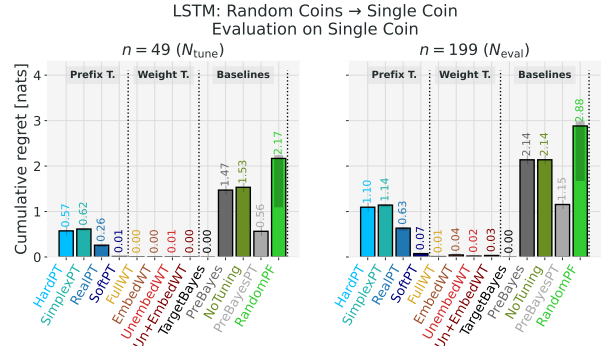 LSTM: Random Coins → Single Coin
Evaluation on Single Coin
n = 49 (N_tune)
n = 199 (N_eval)
Cumulative regret [nats]
4
3
2
1
0
Prefix T. Weight T. Baselines
0.57 0.62 0.26 0.01 0.00 0.00 0.01 0.00 0.00 1.47 1.53 0.56 2.17
HardPT SimplexPT RealPT SoftPT FullWT EmbedWT UnembedWT Un+EmbedWT TargetBayes PreBayes NoTuning PreBayesPT RandomPF
Prefix T. Weight T. Baselines
1.10 1.14 0.63 0.07 0.01 0.04 0.02 0.03 0.00 2.14 2.14 1.15 2.88
HardPT SimplexPT RealPT SoftPT FullWT EmbedWT UnembedWT Un+EmbedWT TargetBayes PreBayes NoTuning PreBayesPT RandomPF